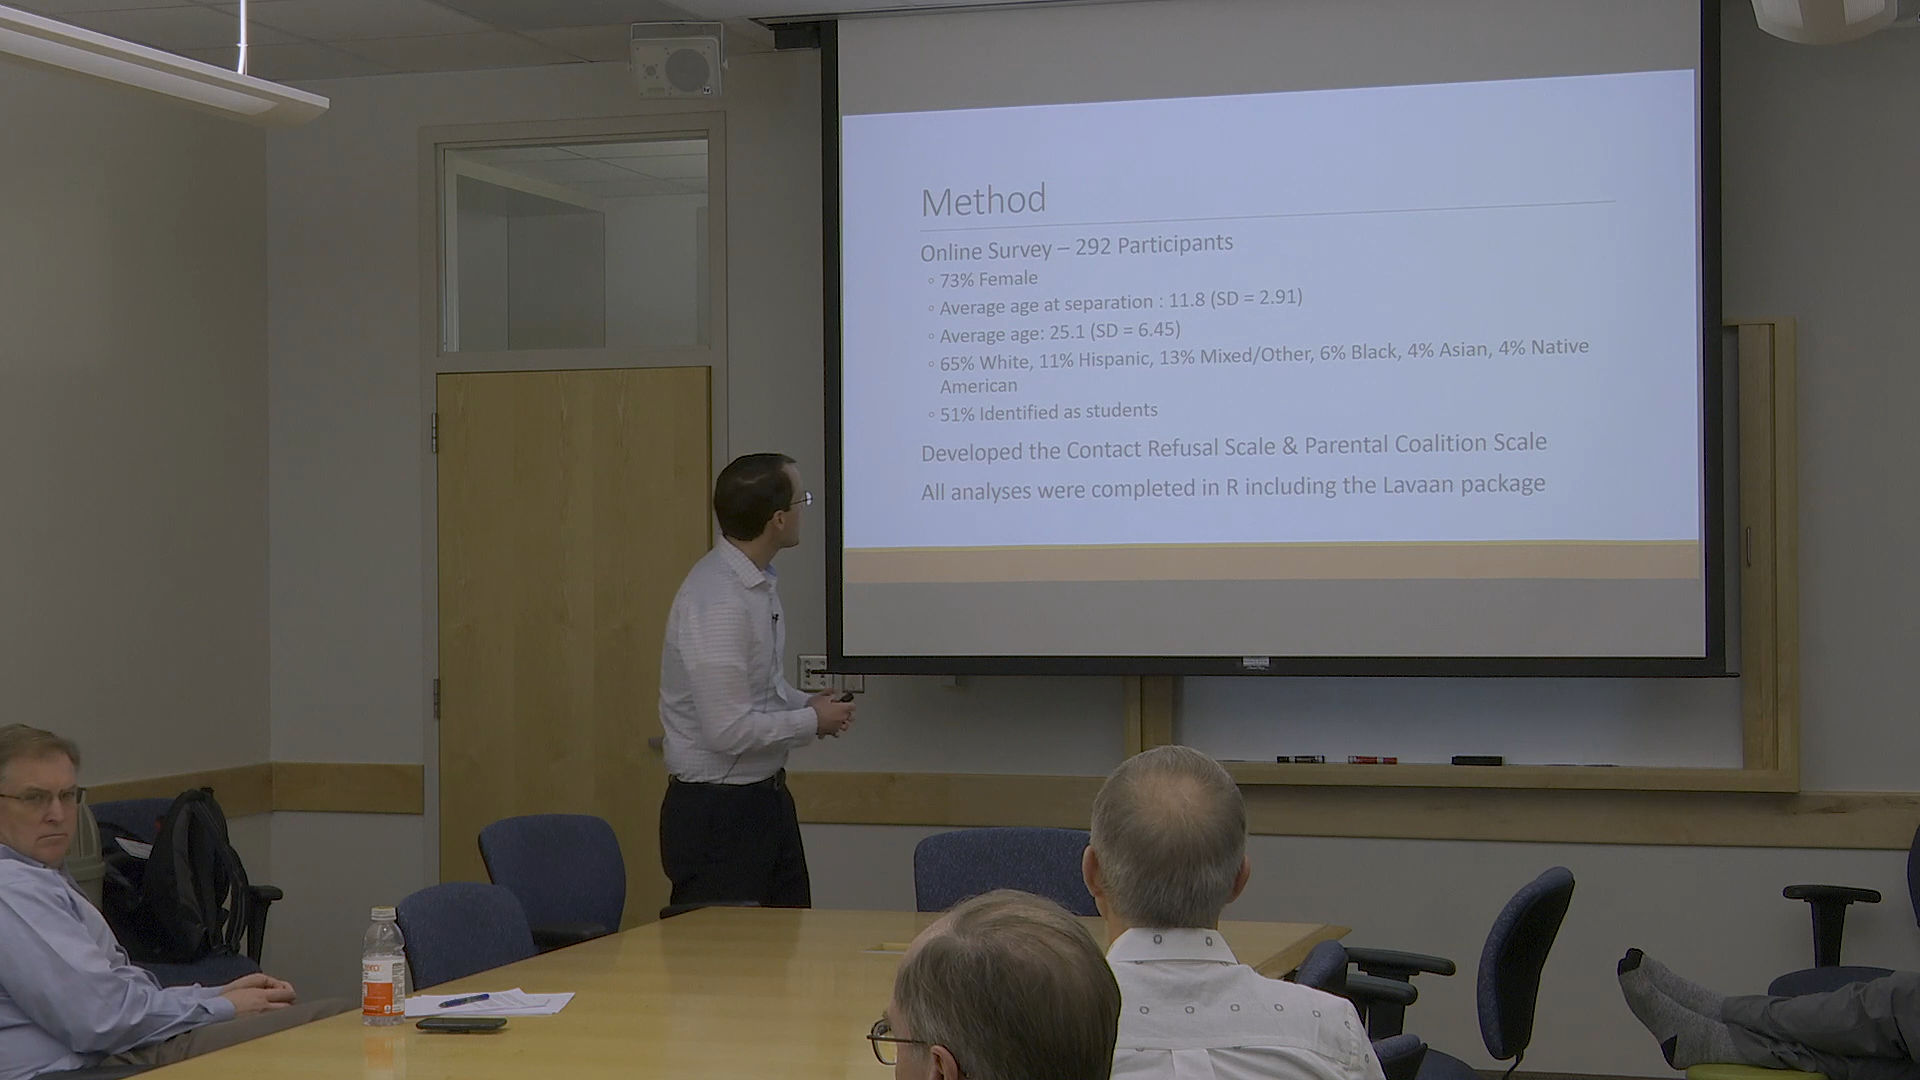 Method
Online Survey – 292 Participants
◦ 73% Female
◦ Average age at separation : 11.8 (SD = 2.91)
◦ Average age: 25.1 (SD = 6.45)
◦ 65% White, 11% Hispanic, 13% Mixed/Other, 6% Black, 4% Asian, 4% Native
American
◦ 51% Identified as students
Developed the Contact Refusal Scale & Parental Coalition Scale
All analyses were completed in R including the Lavaan package